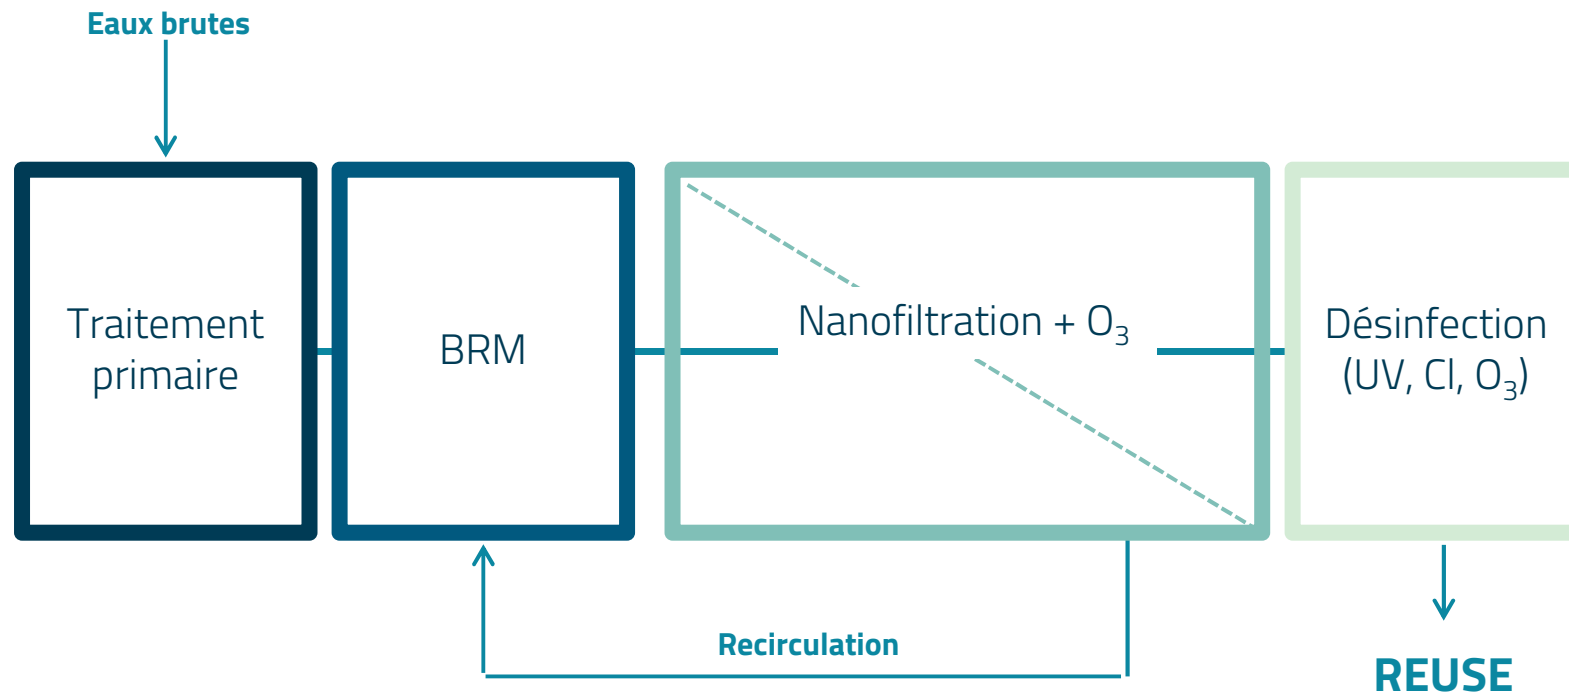 Eaux brutes
Traitement
primaire
BRM
Nanofiltration + O₃
Désinfection
(UV, Cl, O₃)
Recirculation
REUSE